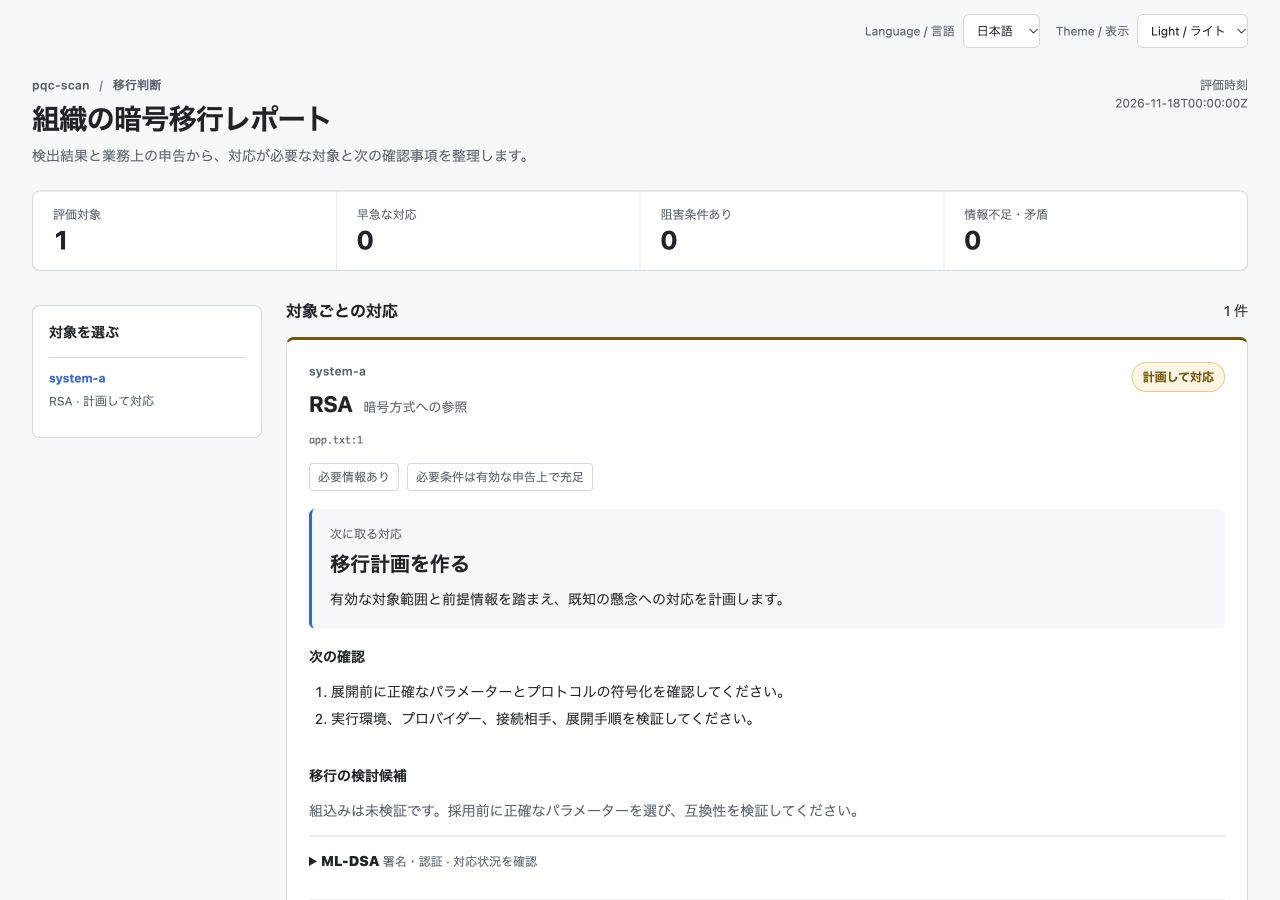 Language / 言語 日本語 Theme / 表示 Light / ライト
pqc-scan / 移行判断
評価時刻
2026-11-18T00:00:00Z
組織の暗号移行レポート
検出結果と業務上の申告から、対応が必要な対象と次の確認事項を整理します。
評価対象
1
早急な対応
0
阻害条件あり
0
情報不足・矛盾
0
対象を選ぶ
system-a
RSA · 計画して対応
対象ごとの対応
1 件
system-a
計画して対応
RSA 暗号方式への参照
app.txt:1
必要情報あり 必要条件は有効な申告上で充足
次に取る対応
移行計画を作る
有効な対象範囲と前提情報を踏まえ、既知の懸念への対応を計画します。
次の確認
1. 展開前に正確なパラメーターとプロトコルの符号化を確認してください。
2. 実行環境、プロバイダー、接続相手、展開手順を検証してください。
移行の検討候補
組込みは未検証です。採用前に正確なパラメーターを選び、互換性を検証してください。
ML-DSA 署名・認証 · 対応状況を確認